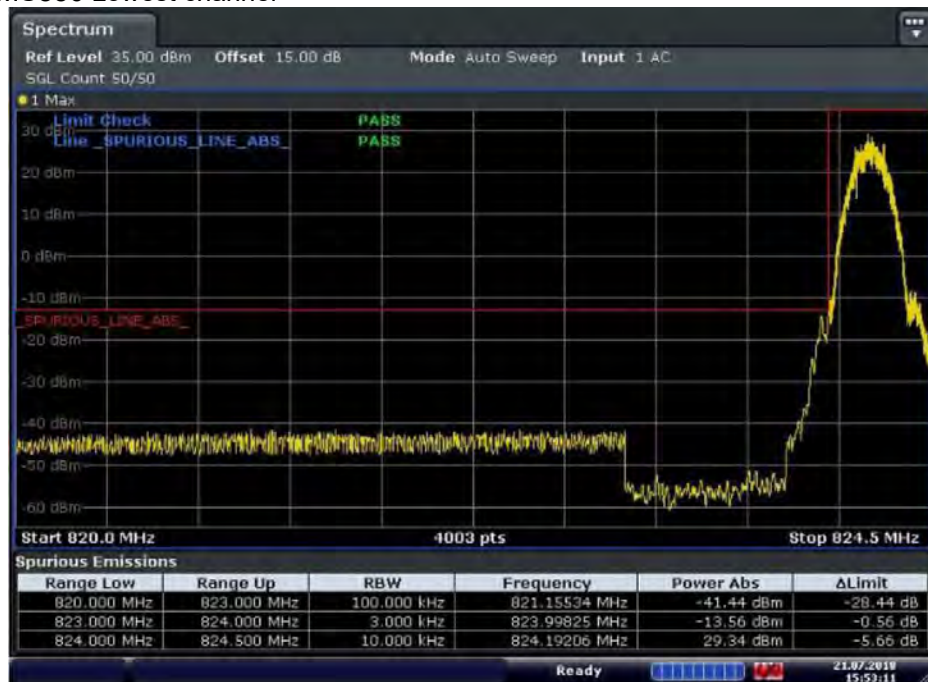 Spectrum
Ref Level 35.00 dBm Offset 15.00 dB Mode Auto Sweep Input 1 AC
SGL Count 50/50
1 Max
Limit Check PASS
30 dBm
Line _SPURIOUS_LINE_ABS_ PASS
20 dBm
10 dBm
0 dBm
-10 dBm
_SPURIOUS_LINE_ABS_
-20 dBm
-30 dBm
-40 dBm
-50 dBm
-60 dBm
Start 820.0 MHz 4003 pts Stop 824.5 MHz
Spurious Emissions
Range Low Range Up RBW Frequency Power Abs ΔLimit
820.000 MHz 823.000 MHz 100.000 kHz 821.15534 MHz -41.44 dBm -28.44 dB
823.000 MHz 824.000 MHz 3.000 kHz 823.99825 MHz -13.56 dBm -0.56 dB
824.000 MHz 824.500 MHz 10.000 kHz 824.19206 MHz 29.34 dBm -5.66 dB
Ready 21.07.2018
15:53:11